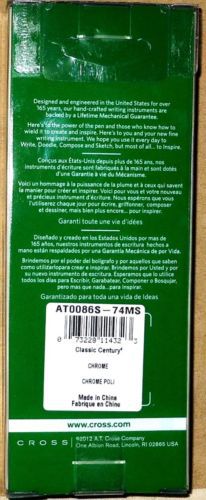 Designed and engineered in the United States for over
165 years, our hand-crafted writing instruments are
backed by a Lifetime Mechanical Guarantee.
Here's to the power of the pen and those who know how to
wield it to create and inspire. Here's to you and your new fine
writing instrument. We hope you use it every day to
Write, Doodle, Compose and Sketch, but most of all... to Inspire.
Guaranteed for a lifetime of Ideas
Conçus aux États-Unis depuis plus de 165 ans, nos
instruments d'écriture sont fabriqués à la main et sont dotés
d'une Garantie à vie du Mécanisme.
Voici un hommage à la puissance de la plume et à ceux qui savent
la manier pour créer et inspirer. Voici pour vous et votre nouveau
et précieux instrument d'écriture. Nous espérons que vous
l'utiliserez chaque jour pour écrire, griffonner,
composer et dessiner, mais
surtout... pour Inspirer.
Garanti toute une vie d'idées
Diseñado y creado en los Estados Unidos por mas de
165 años, nuestros instrumentos de escritura hechos a
mano están respaldados por una Garantía Mecánica de por Vida.
Brindemos por el poder del bolígrafo y por aquellos que saben
como utilizarlo para crear e inspirar. Brindemos por Usted y por
su nuevo instrumento de escritura. Esperamos que lo utilice
todos los días para Escribir, Garabatear, Componer o Bosquejar,
pero mas que nada... para Inspirar.
Garantizado para toda una vida de Ideas
AT0086S-74MS
0 73228 11432 3
Classic Century®
CHROME
CHROME POLI
Made in China
Fabrique en China
www.cross.com
CROSS
©2012 A.T. Cross Company
One Albion Road, Lincoln, RI 02865 USA